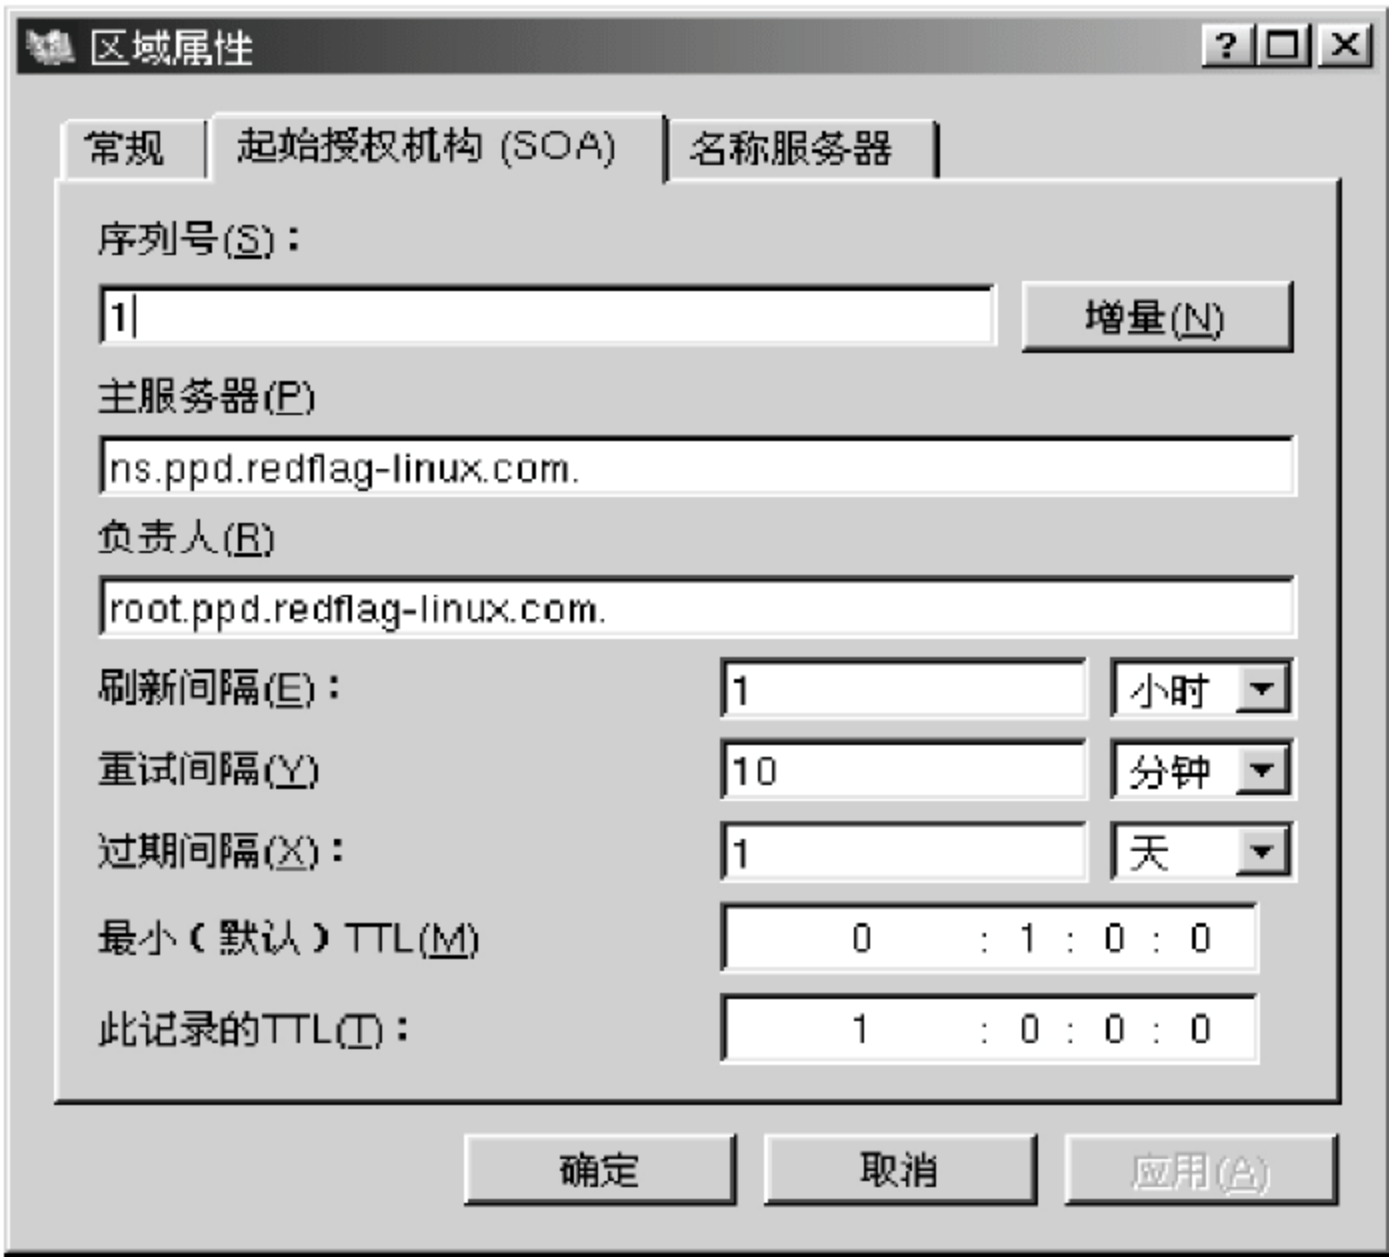 区域属性
常规 起始授权机构 (SOA) 名称服务器
序列号(S)：
1 增量(N)
主服务器(P)
ns.ppd.redflag-linux.com.
负责人(R)
root.ppd.redflag-linux.com.
刷新间隔(E)： 1 小时
重试间隔(Y) 10 分钟
过期间隔(X)： 1 天
最小（默认）TTL(M) 0 : 1 : 0 : 0
此记录的TTL(T)： 1 : 0 : 0 : 0
确定 取消 应用(A)